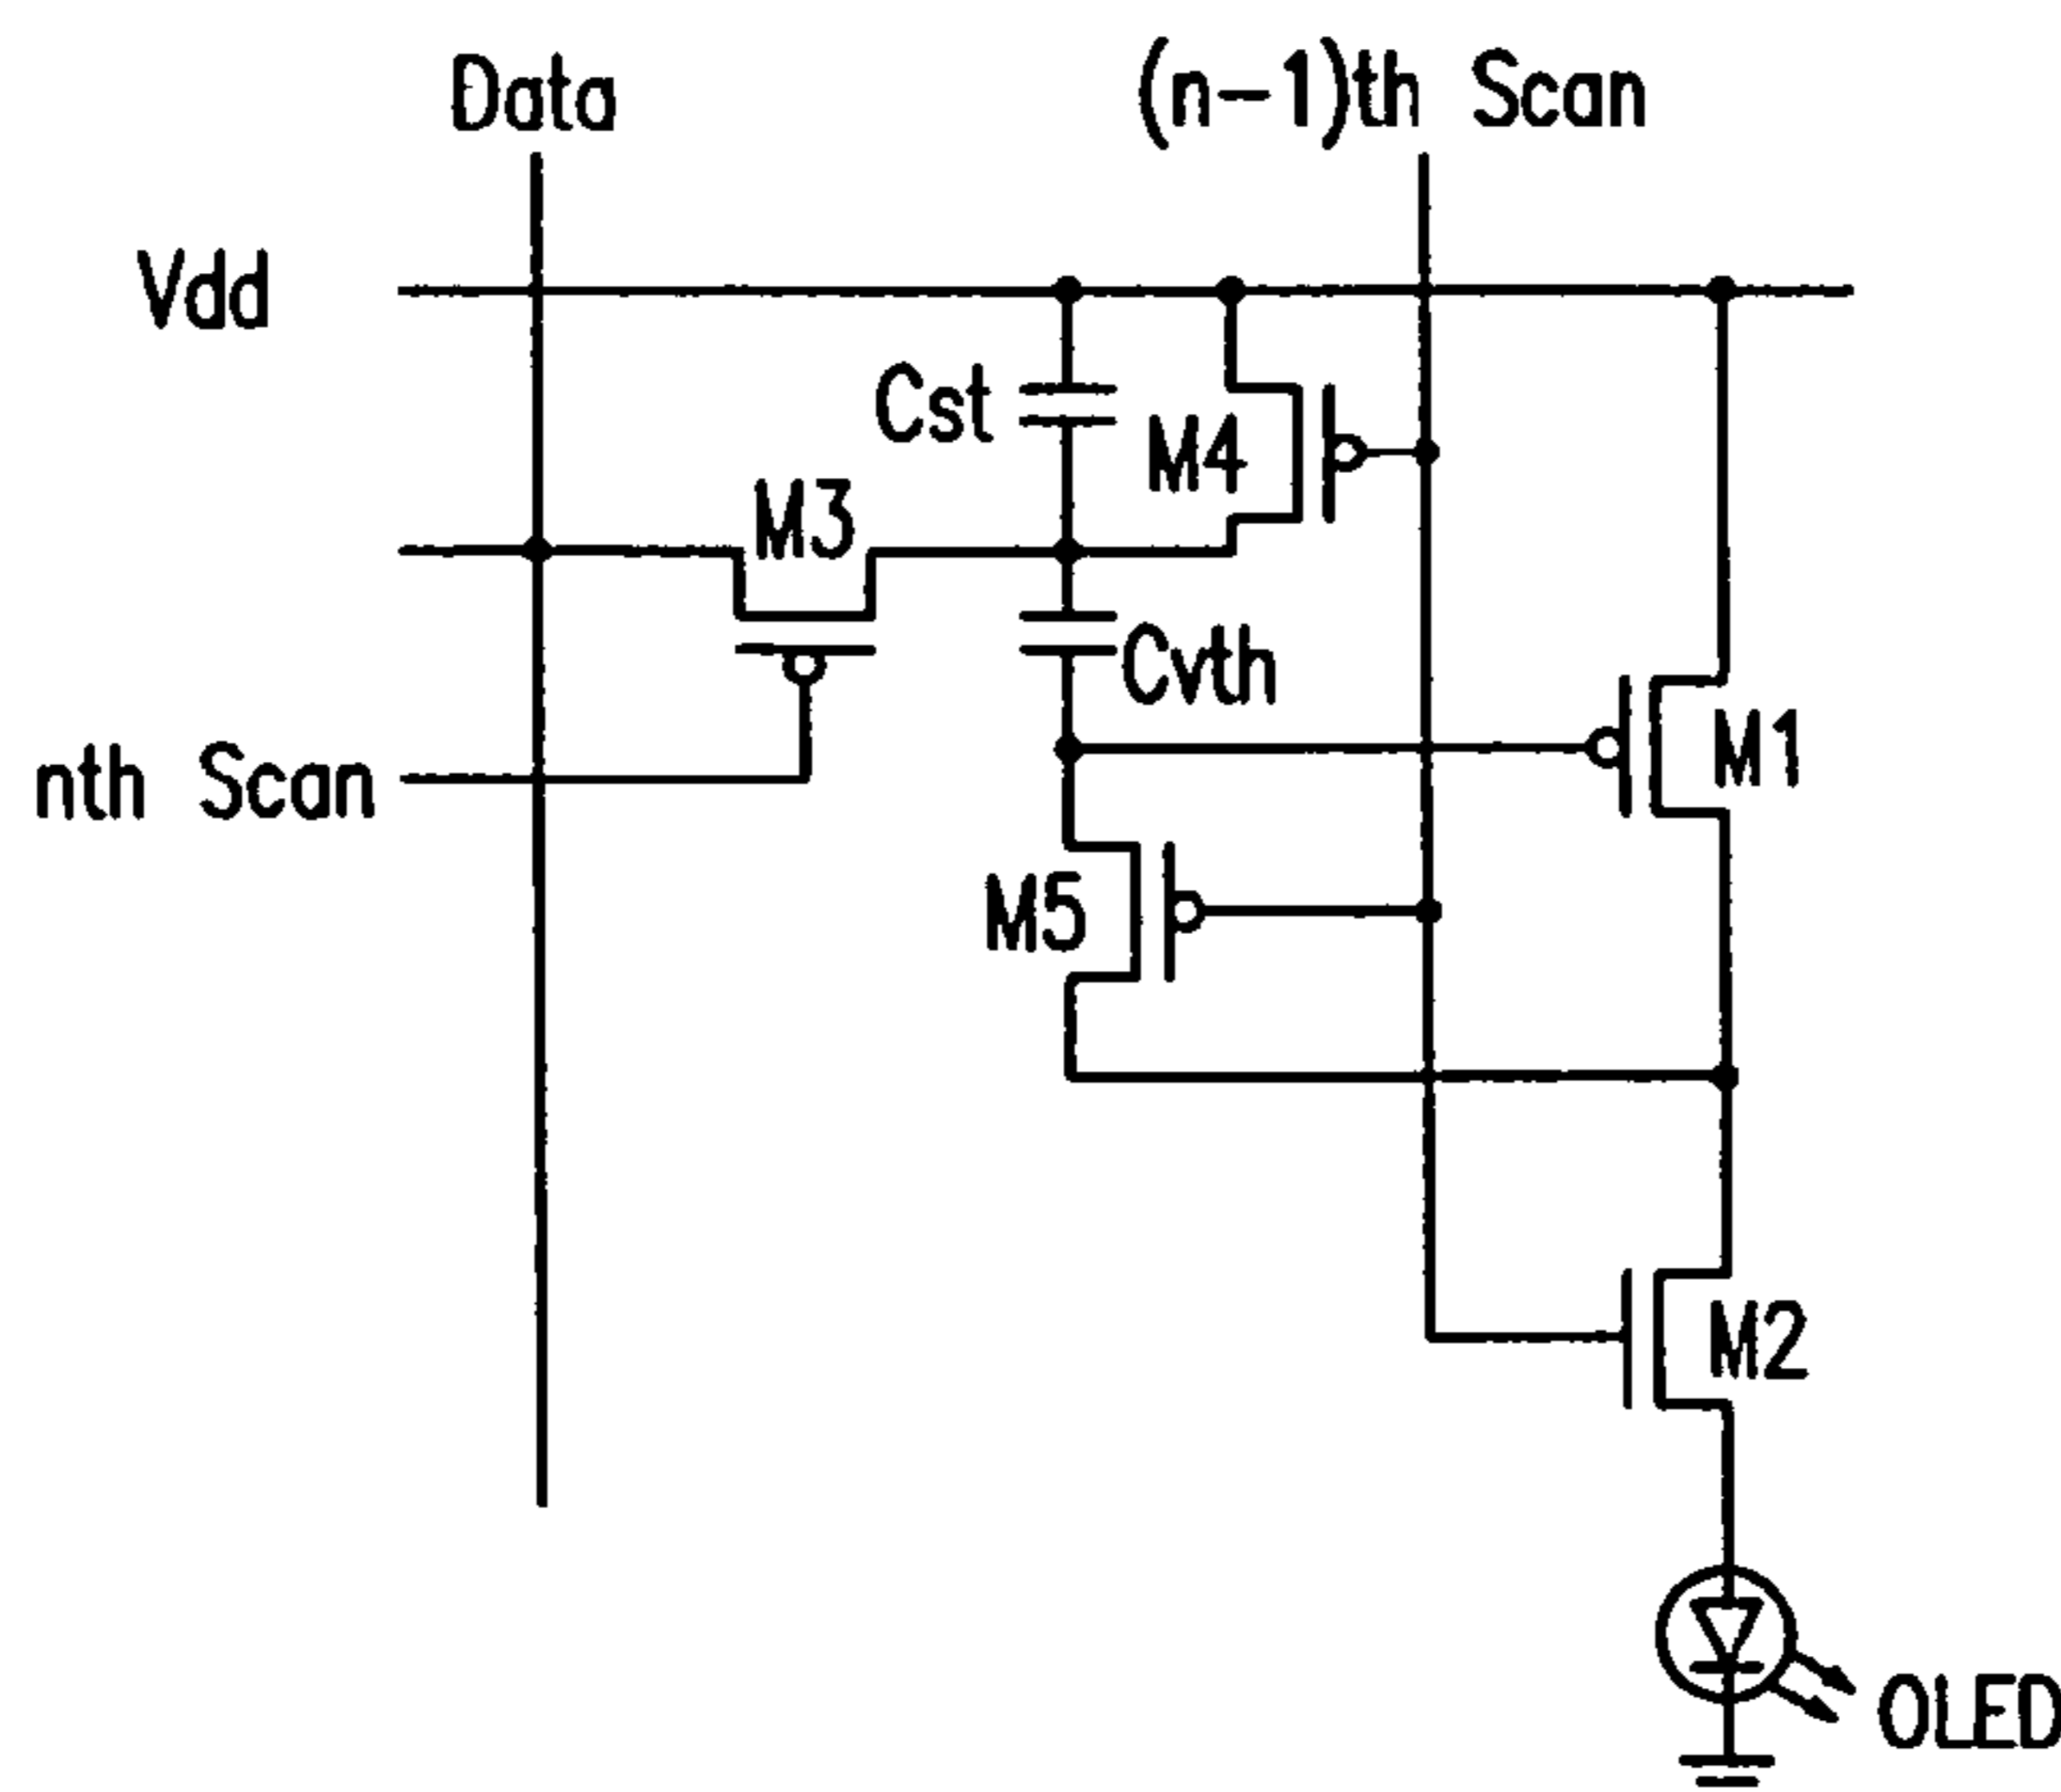 Data
(n-1)th Scan
Vdd
Cst
M4
M3
Cvth
M1
nth Scan
M5
M2
OLED